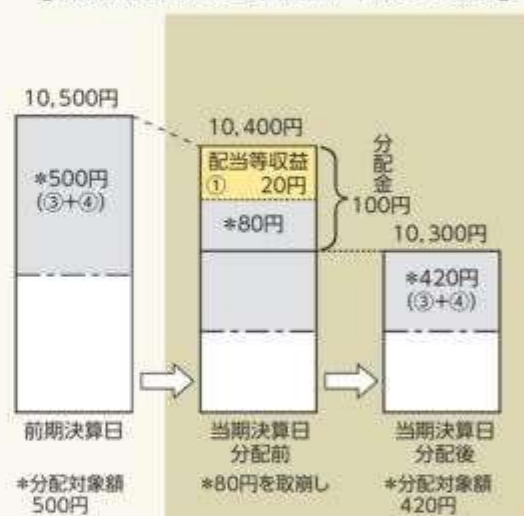 10,500円
*500円
(③+④)
前期決算日
*分配対象額
500円
10,400円
配当等収益
① 20円
*80円
分配金
100円
当期決算日
分配前
*80円を取崩し
10,300円
*420円
(③+④)
当期決算日
分配後
*分配対象額
420円